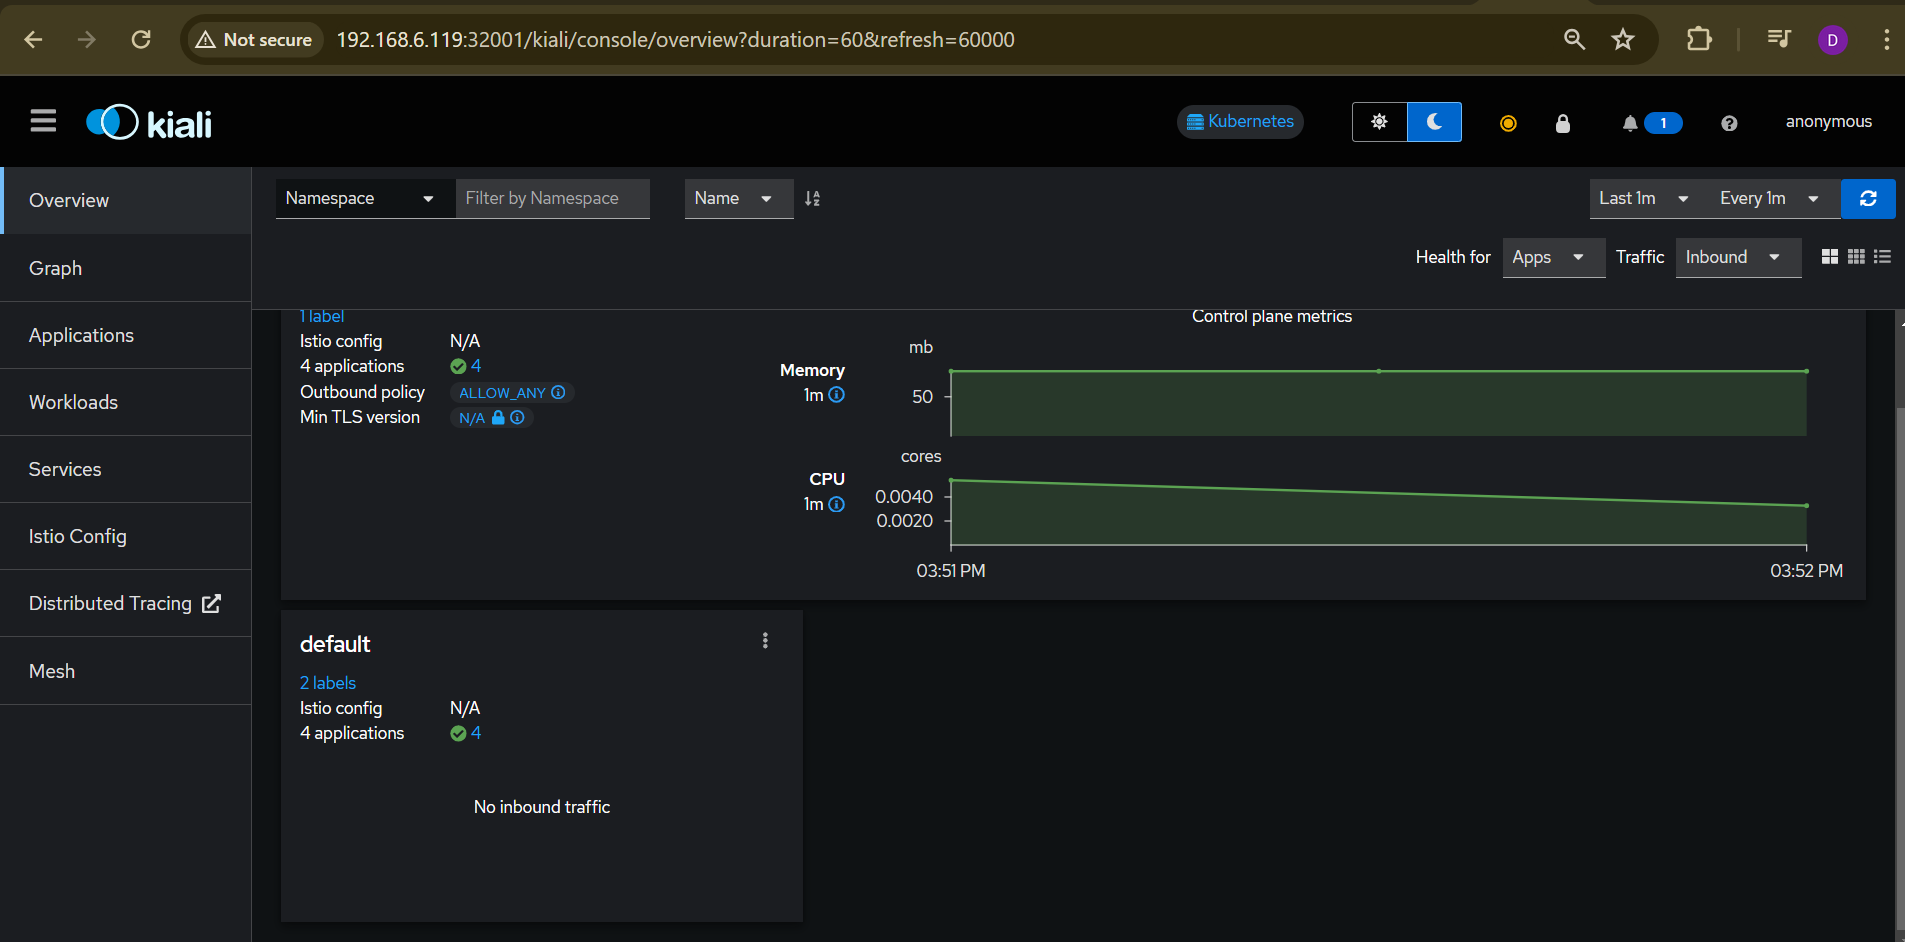 Not secure 192.168.6.119:32001/kiali/console/overview?duration=60&refresh=60000 D
kiali Kubernetes 1 anonymous
Overview
Graph
Applications
Workloads
Services
Istio Config
Distributed Tracing
Mesh
Namespace Filter by Namespace Name Last 1m Every 1m
Health for Apps Traffic Inbound
1 label
Istio config N/A
4 applications 4
Outbound policy ALLOW_ANY
Min TLS version N/A
Control plane metrics
mb
Memory
1m
50
cores
CPU
1m
0.0040
0.0020
03:51 PM 03:52 PM
default
2 labels
Istio config N/A
4 applications 4
No inbound traffic